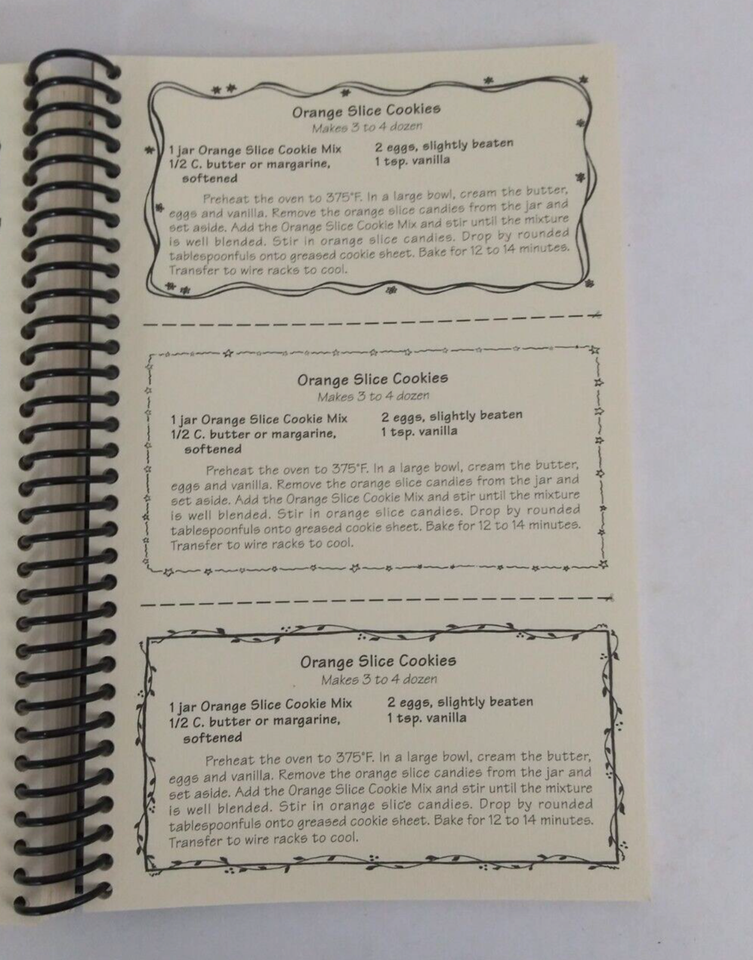 Orange Slice Cookies
Makes 3 to 4 dozen
1 jar Orange Slice Cookie Mix
1/2 C. butter or margarine,
softened
2 eggs, slightly beaten
1 tsp. vanilla
Preheat the oven to 375°F. In a large bowl, cream the butter,
eggs and vanilla. Remove the orange slice candies from the jar and
set aside. Add the Orange Slice Cookie Mix and stir until the mixture
is well blended. Stir in orange slice candies. Drop by rounded
tablespoonfuls onto greased cookie sheet. Bake for 12 to 14 minutes.
Transfer to wire racks to cool.
Orange Slice Cookies
Makes 3 to 4 dozen
1 jar Orange Slice Cookie Mix
1/2 C. butter or margarine,
softened
2 eggs, slightly beaten
1 tsp. vanilla
Preheat the oven to 375°F. In a large bowl, cream the butter,
eggs and vanilla. Remove the orange slice candies from the jar and
set aside. Add the Orange Slice Cookie Mix and stir until the mixture
is well blended. Stir in orange slice candies. Drop by rounded
tablespoonfuls onto greased cookie sheet. Bake for 12 to 14 minutes.
Transfer to wire racks to cool.
Orange Slice Cookies
Makes 3 to 4 dozen
1 jar Orange Slice Cookie Mix
1/2 C. butter or margarine,
softened
2 eggs, slightly beaten
1 tsp. vanilla
Preheat the oven to 375°F. In a large bowl, cream the butter,
eggs and vanilla. Remove the orange slice candies from the jar and
set aside. Add the Orange Slice Cookie Mix and stir until the mixture
is well blended. Stir in orange slice candies. Drop by rounded
tablespoonfuls onto greased cookie sheet. Bake for 12 to 14 minutes.
Transfer to wire racks to cool.